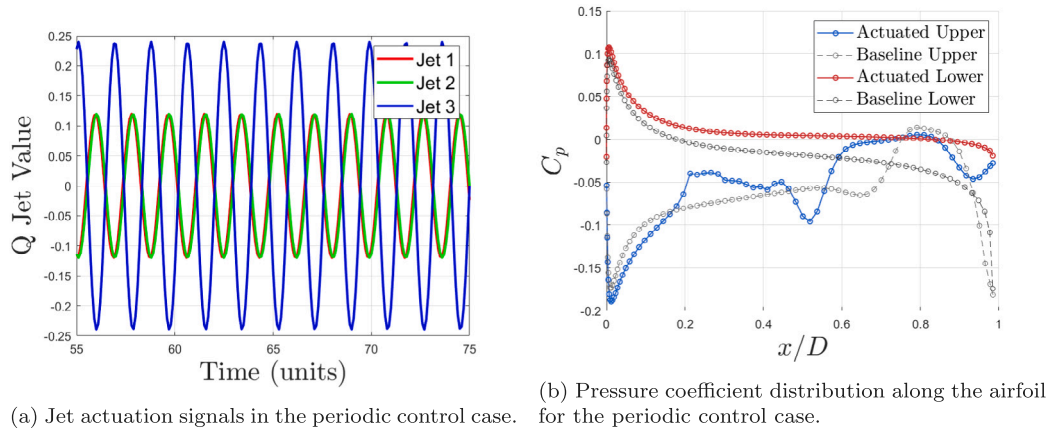 0.25
0.2
0.15
0.1
0.05
0
-0.05
-0.1
-0.15
-0.2
-0.25
55 60 65 70 75
Q Jet Value
Time (units)
Jet 1
Jet 2
Jet 3
(a) Jet actuation signals in the periodic control case.
0.15
0.1
0.05
0
-0.05
-0.1
0.15
-0.2
0 0.2 0.4 0.6 0.8 1
Cp
x/D
Actuated Upper
Baseline Upper
Actuated Lower
Baseline Lower
(b) Pressure coefficient distribution along the airfoil
for the periodic control case.